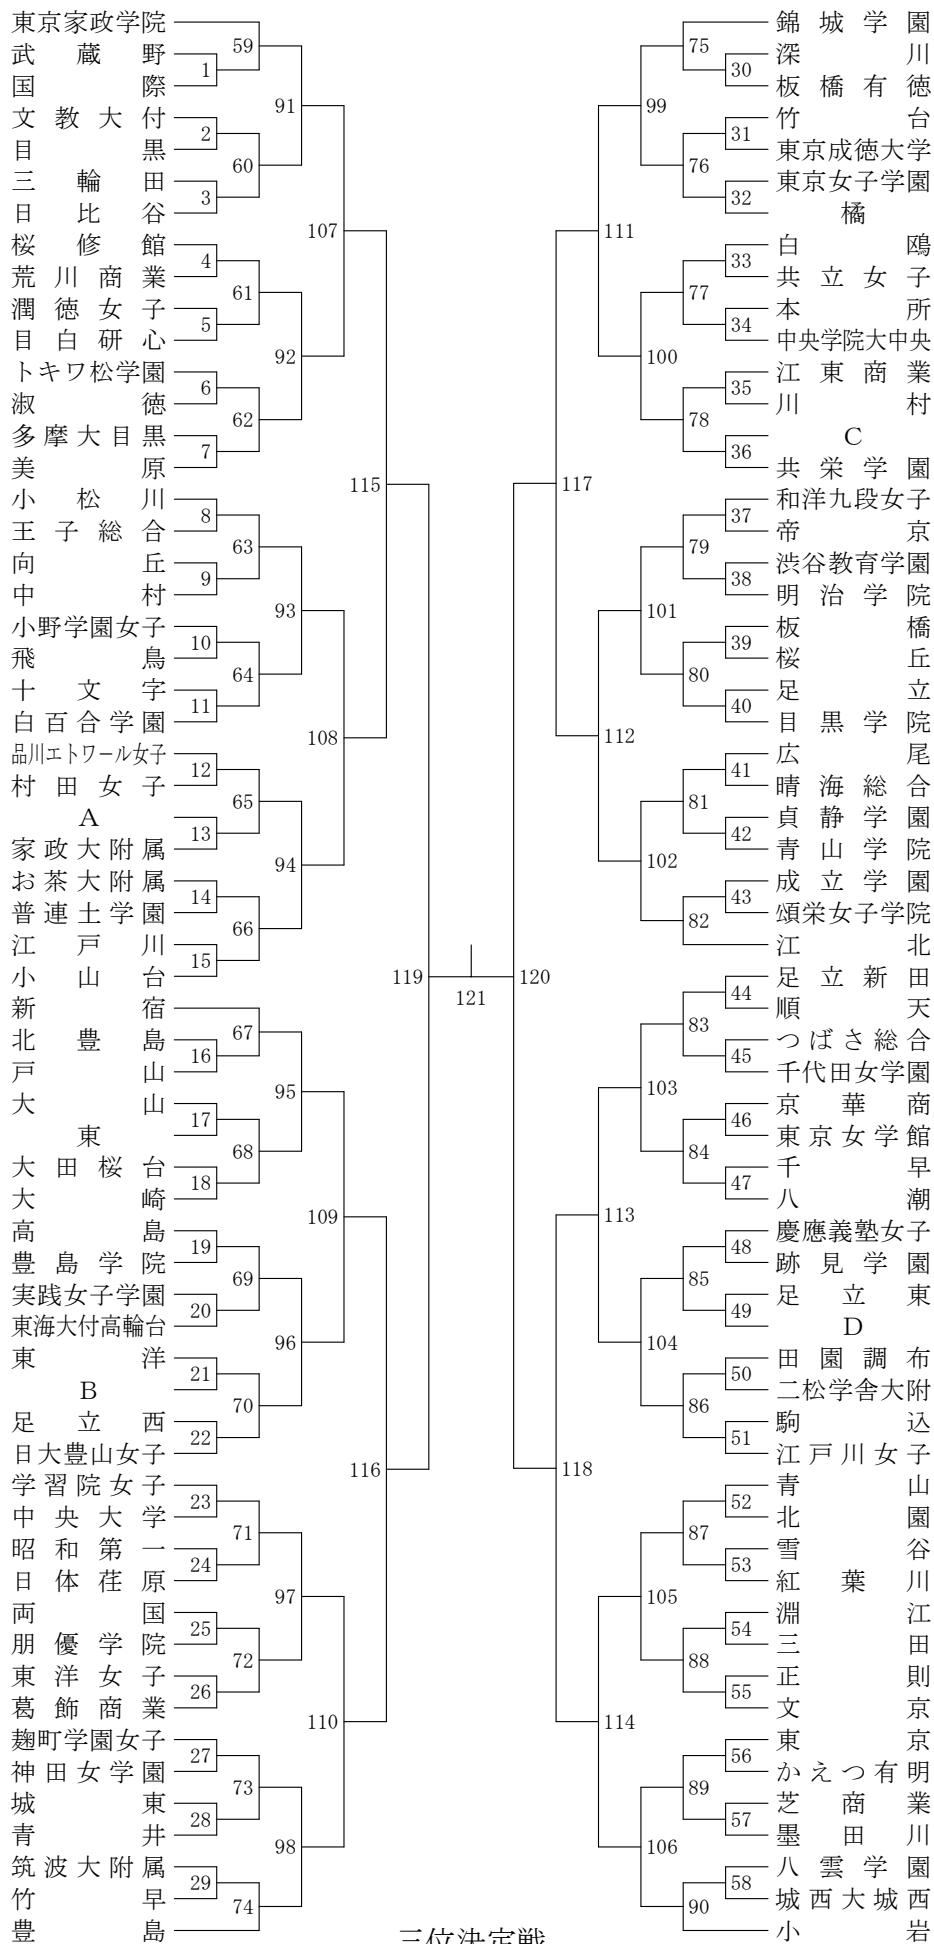 東京家政学院
武蔵野
国際
文教大付
目黒
三輪田
日比谷
桜修館
荒川商業
潤徳女子
目白研心
トキワ松学園
淑徳
多摩大目黒
美原
小松川
王子総合
向丘
中村
小野学園女子
飛鳥
十文字
白百合学園
品川エトワール女子
村田女子
A
家政大附属
お茶大附属
普連土学園
江戸川
小山台
新宿
北豊島
戸山
大山
東
大田桜台
大崎
高島
豊島学院
実践女子学園
東海大付高輪台
東洋
B
足立西
日大豊山女子
学習院女子
中央大学
昭和第一
日体荏原
両国
朋優学院
東洋女子
葛飾商業
麹町学園女子
神田女学園
城東
青井
筑波大附属
竹早
豊島
1
2
3
4
5
6
7
8
9
10
11
12
13
14
15
16
17
18
19
20
21
22
23
24
25
26
27
28
29
59
60
61
62
63
64
65
66
67
68
69
70
71
72
73
74
91
92
93
94
95
96
97
98
107
108
109
110
115
116
119
121
120
117
118
111
112
113
114
99
100
101
102
103
104
105
106
75
76
77
78
79
80
81
82
83
84
85
86
87
88
89
90
30
31
32
33
34
35
36
37
38
39
40
41
42
43
44
45
46
47
48
49
50
51
52
53
54
55
56
57
58
錦城学園
深川
板橋有徳
竹台
東京成徳大学
東京女子学園
橘
白鴎
共立女子
本所
中央学院大中央
江東商業
川村
C
共栄学園
和洋九段女子
帝京
渋谷教育学園
明治学院
板橋
桜丘
足立
目黒学院
広尾
晴海総合
貞静学園
青山学院
成立学園
頌栄女子学院
江北
足立新田
順天
つばさ総合
千代田女学園
京華商
東京女学館
千早
八潮
慶應義塾女子
跡見学園
足立東
D
田園調布
二松学舎大附
駒込
江戸川女子
青山
北園
雪谷
紅葉川
淵江
三田
正則
文京
東京
かえつ有明
芝商業
墨田川
八雲学園
城西大城西
小岩
三位決定戦